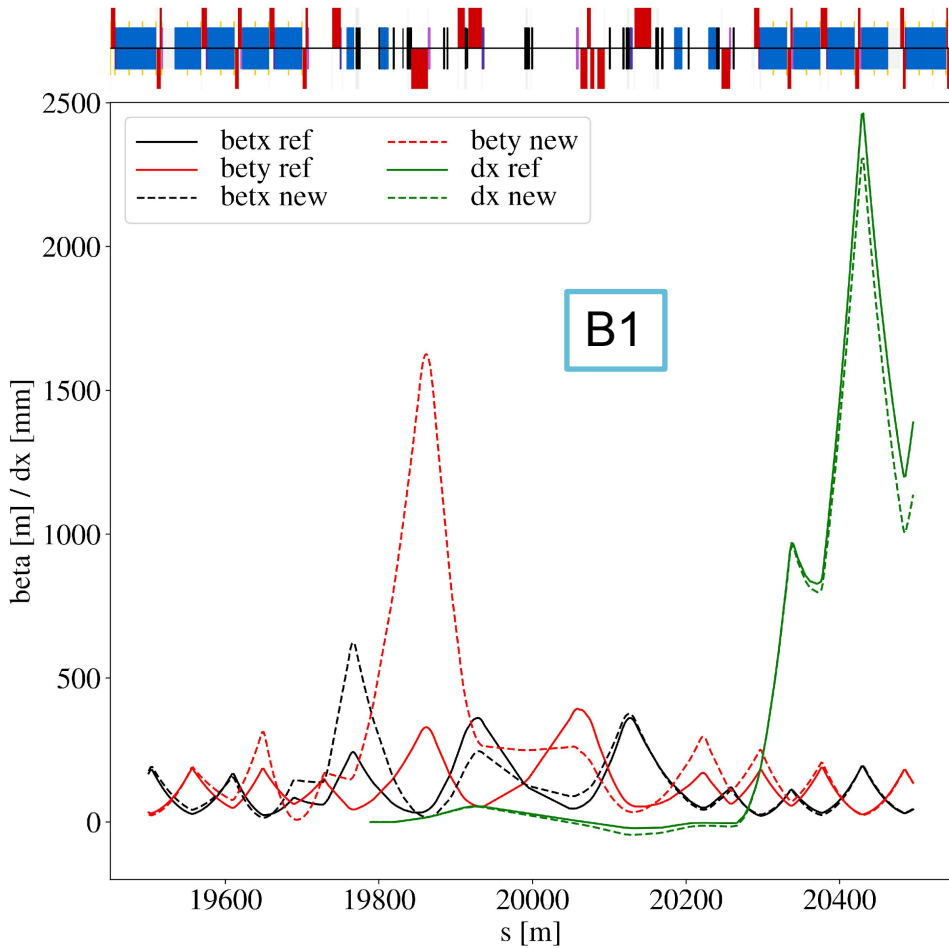 2500
2000
1500
1000
500
0
beta [m] / dx [mm]
betx ref
bety ref
betx new
bety new
dx ref
dx new
B1
19600
19800
20000
20200
20400
s [m]